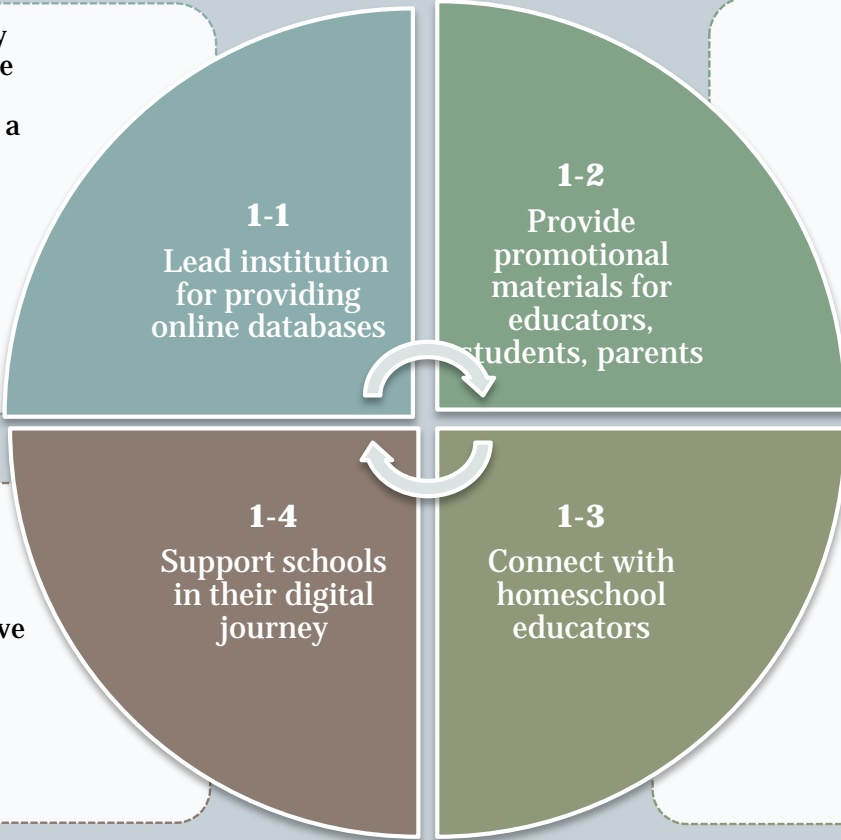 a
1-1
Lead institution
for providing
online databases
1-2
Provide
promotional
materials for
educators,
students, parents
1-4
Support schools
in their digital
journey
1-3
Connect with
homeschool
educators